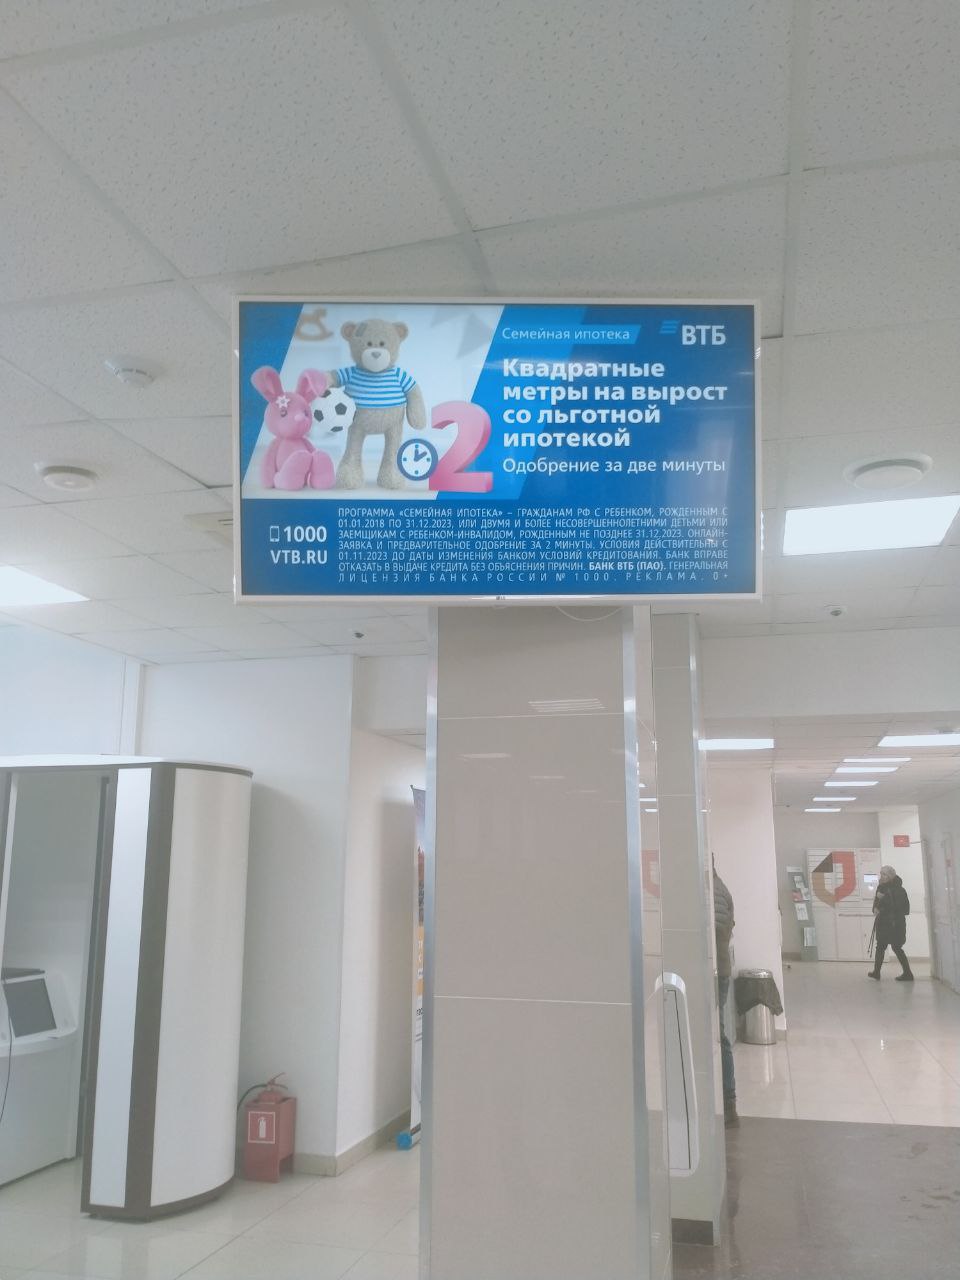 Семейная ипотека
ВТБ
Квадратные
метры на вырост
со льготной
ипотекой
Одобрение за две минуты
2
1000
VTB.RU
ПРОГРАММА «СЕМЕЙНАЯ ИПОТЕКА» – ГРАЖДАНАМ РФ С РЕБЕНКОМ, РОЖДЕННЫМ С
01.01.2018 ПО 31.12.2023, ИЛИ ДВУМЯ И БОЛЕЕ НЕСОВЕРШЕННОЛЕТНИМИ ДЕТЬМИ ИЛИ
ЗАЕМЩИКАМ С РЕБЕНКОМ-ИНВАЛИДОМ, РОЖДЕННЫМ НЕ ПОЗДНЕЕ 31.12.2023. ОНЛАЙН-
ЗАЯВКА И ПРЕДВАРИТЕЛЬНОЕ ОДОБРЕНИЕ ЗА 2 МИНУТЫ. УСЛОВИЯ ДЕЙСТВИТЕЛЬНЫ С
01.11.2023 ДО ДАТЫ ИЗМЕНЕНИЯ БАНКОМ УСЛОВИЙ КРЕДИТОВАНИЯ. БАНК ВПРАВЕ
ОТКАЗАТЬ В ВЫДАЧЕ КРЕДИТА БЕЗ ОБЪЯСНЕНИЯ ПРИЧИН. БАНК ВТБ (ПАО). ГЕНЕРАЛЬНАЯ
ЛИЦЕНЗИЯ БАНКА РОССИИ № 1000. РЕКЛАМА. 0+